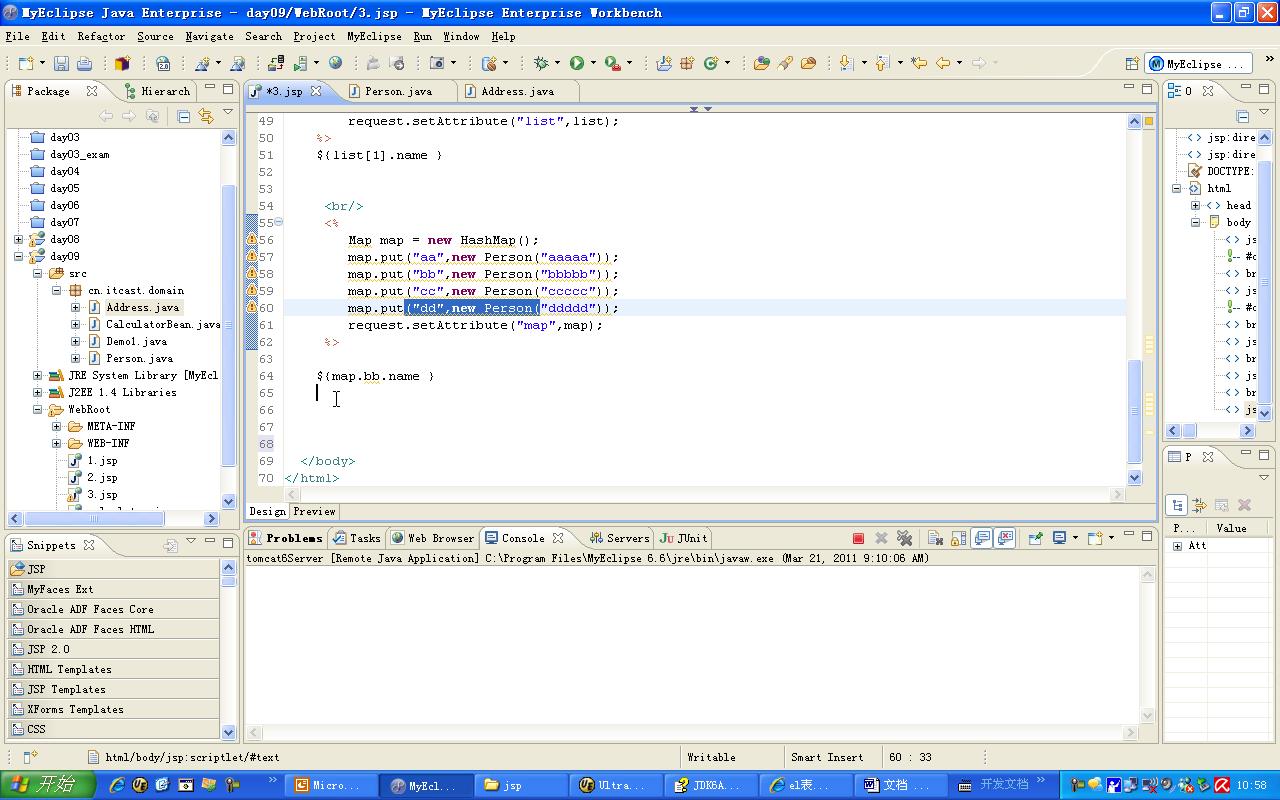 MyEclipse Java Enterprise - day09/WebRoot/3.jsp - MyEclipse Enterprise Workbench
File Edit Refactor Source Navigate Search Project MyEclipse Run Window Help
MyEclipse ...
Package
Hierarch
*3.jsp
Person.java
Address.java
O
day03
day03_exam
day04
day05
day06
day07
day08
day09
src
cn.itcast.domain
Address.java
CalculatorBean.java
Demo1.java
Person.java
JRE System Library [MyEcl
J2EE 1.4 Libraries
WebRoot
META-INF
WEB-INF
1.jsp
2.jsp
3.jsp
49 request.setAttribute("list",list);
50 %>
51 ${list[1].name }
52
53
54 <br/>
55 <%
56 Map map = new HashMap();
57 map.put("aa",new Person("aaaaa"));
58 map.put("bb",new Person("bbbbb"));
59 map.put("cc",new Person("ccccc"));
60 map.put("dd",new Person("ddddd"));
61 request.setAttribute("map",map);
62 %>
63
64 ${map.bb.name }
65
66
67
68
69 </body>
70 </html>
Design Preview
jsp:dire
jsp:dire
DOCTYPE:
html
head
body
js
#c
br
js
#c
br
br
js
br
js
P
P... Value
Att
Snippets
JSP
MyFaces Ext
Oracle ADF Faces Core
Oracle ADF Faces HTML
JSP 2.0
HTML Templates
JSP Templates
XForms Templates
CSS
Problems Tasks Web Browser Console Servers JUnit
tomcat6Server [Remote Java Application] C:\Program Files\MyEclipse 6.6\jre\bin\javaw.exe (Mar 21, 2011 9:10:06 AM)
html/body/jsp:scriptlet/#text
Writable
Smart Insert
60 : 33
开始
Micro...
MyEcl...
jsp
Ultra...
JDK6A...
el表...
文档 ...
开发文档
10:58